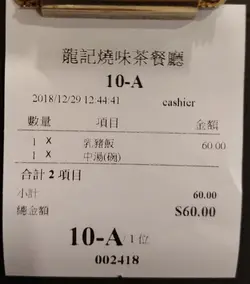 龍記燒味茶餐廳
10-A
2018/12/29 12:44:41 cashier
數量 項目 金額
1 X 乳豬飯 60.00
1 X 中湯(碗)
合計 2 項目
小計 60.00
總金額 $60.00
10-A 1 位
002418